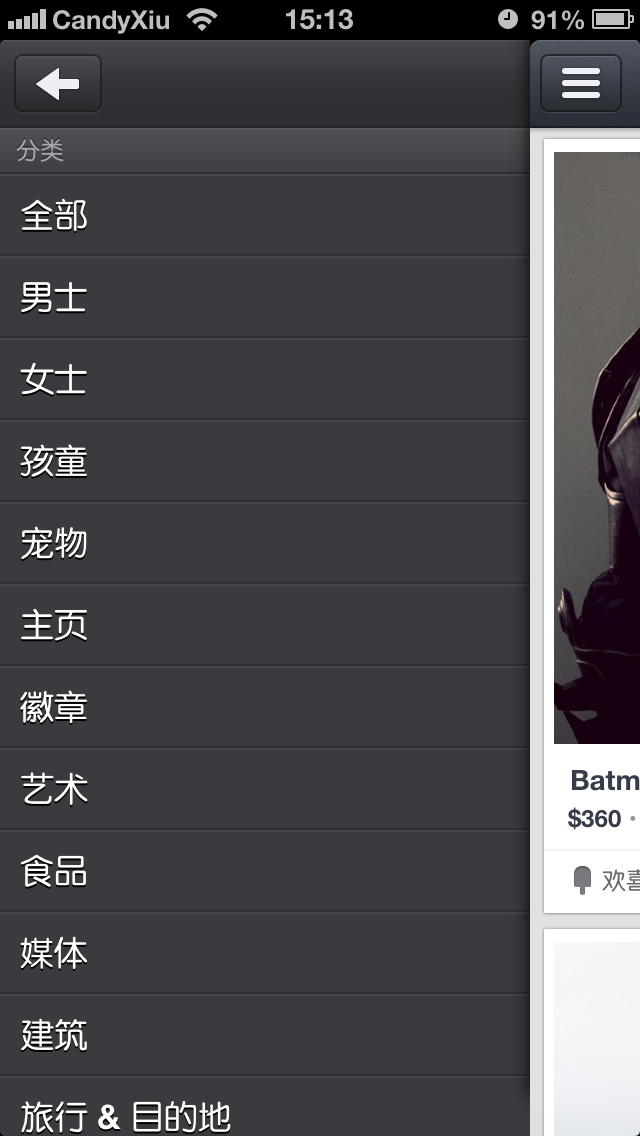 CandyXiu 15:13 91%
分类
全部
男士
女士
孩童
宠物
主页
徽章
艺术
食品
媒体
建筑
旅行 & 目的地
Batm
$360 ·
欢喜